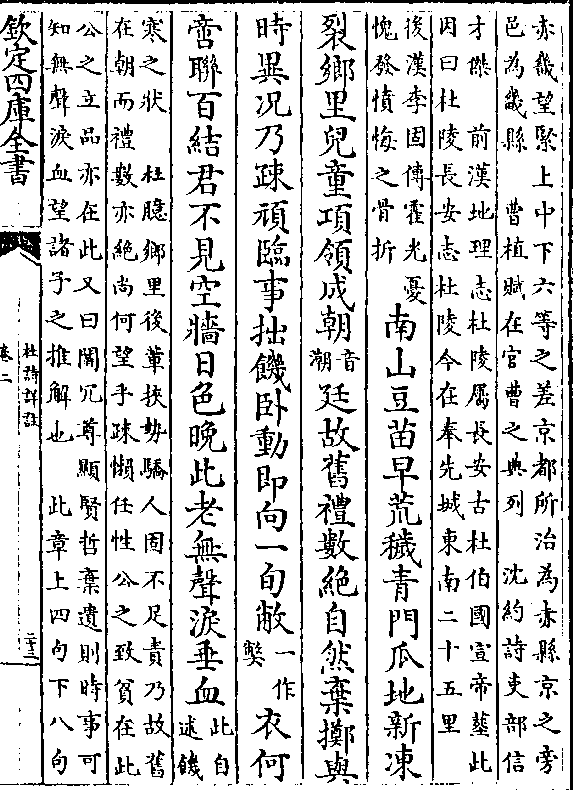 亦畿望緊上中下六等之差京都所治為赤縣京之旁
邑為畿縣　曹植賦在官曹之典列　沈約詩吏部信
才傑　前漢地理志杜陵屬長安古杜伯國宣帝葬此
因曰杜陵長安志杜陵今在奉先城東南二十五里
後漢李固傳霍光憂
愧發憤悔之骨折
南山豆苗早荒穢青門瓜地新凍
裂鄉里兒童項領成朝音潮廷故舊禮數絕自然棄擲與
時異况乃疎頑臨事拙饑卧動即向一旬敝一作獘衣何
啻聯百結君不見空牆日色晚此老無聲淚垂血此自述饑
寒之狀　杜臆鄉里後輩挾勢驕人固不足責乃故舊
在朝而禮數亦絕尚何望乎疎懶任性公之致貧在此
公之立品亦在此又曰闒冗尊顯賢哲棄遺則時事可
知無聲淚血望諸子之推解也　此章上四句下八句
欽定四庫全書
杜詩詳註
卷二
二十三